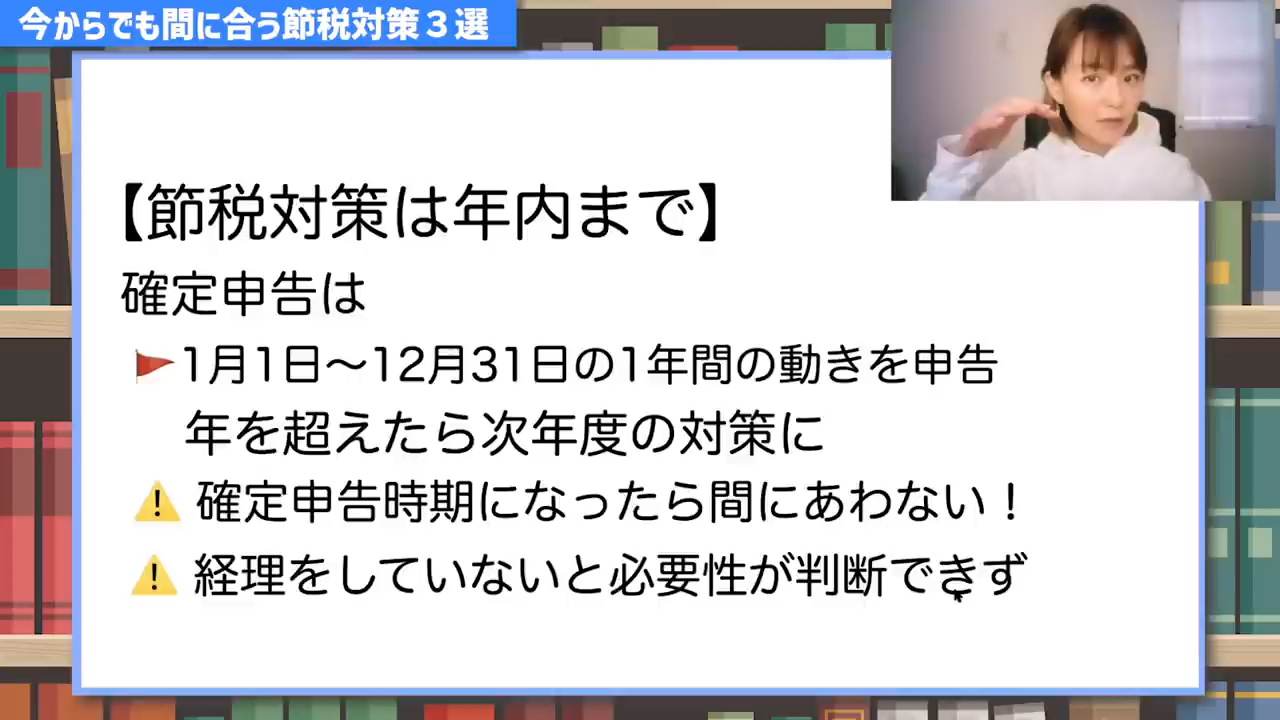 今からでも間に合う節税対策３選
【節税対策は年内まで】
確定申告は
🚩1月1日〜12月31日の1年間の動きを申告
年を超えたら次年度の対策に
⚠️ 確定申告時期になったら間にあわない！
⚠️ 経理をしていないと必要性が判断できず